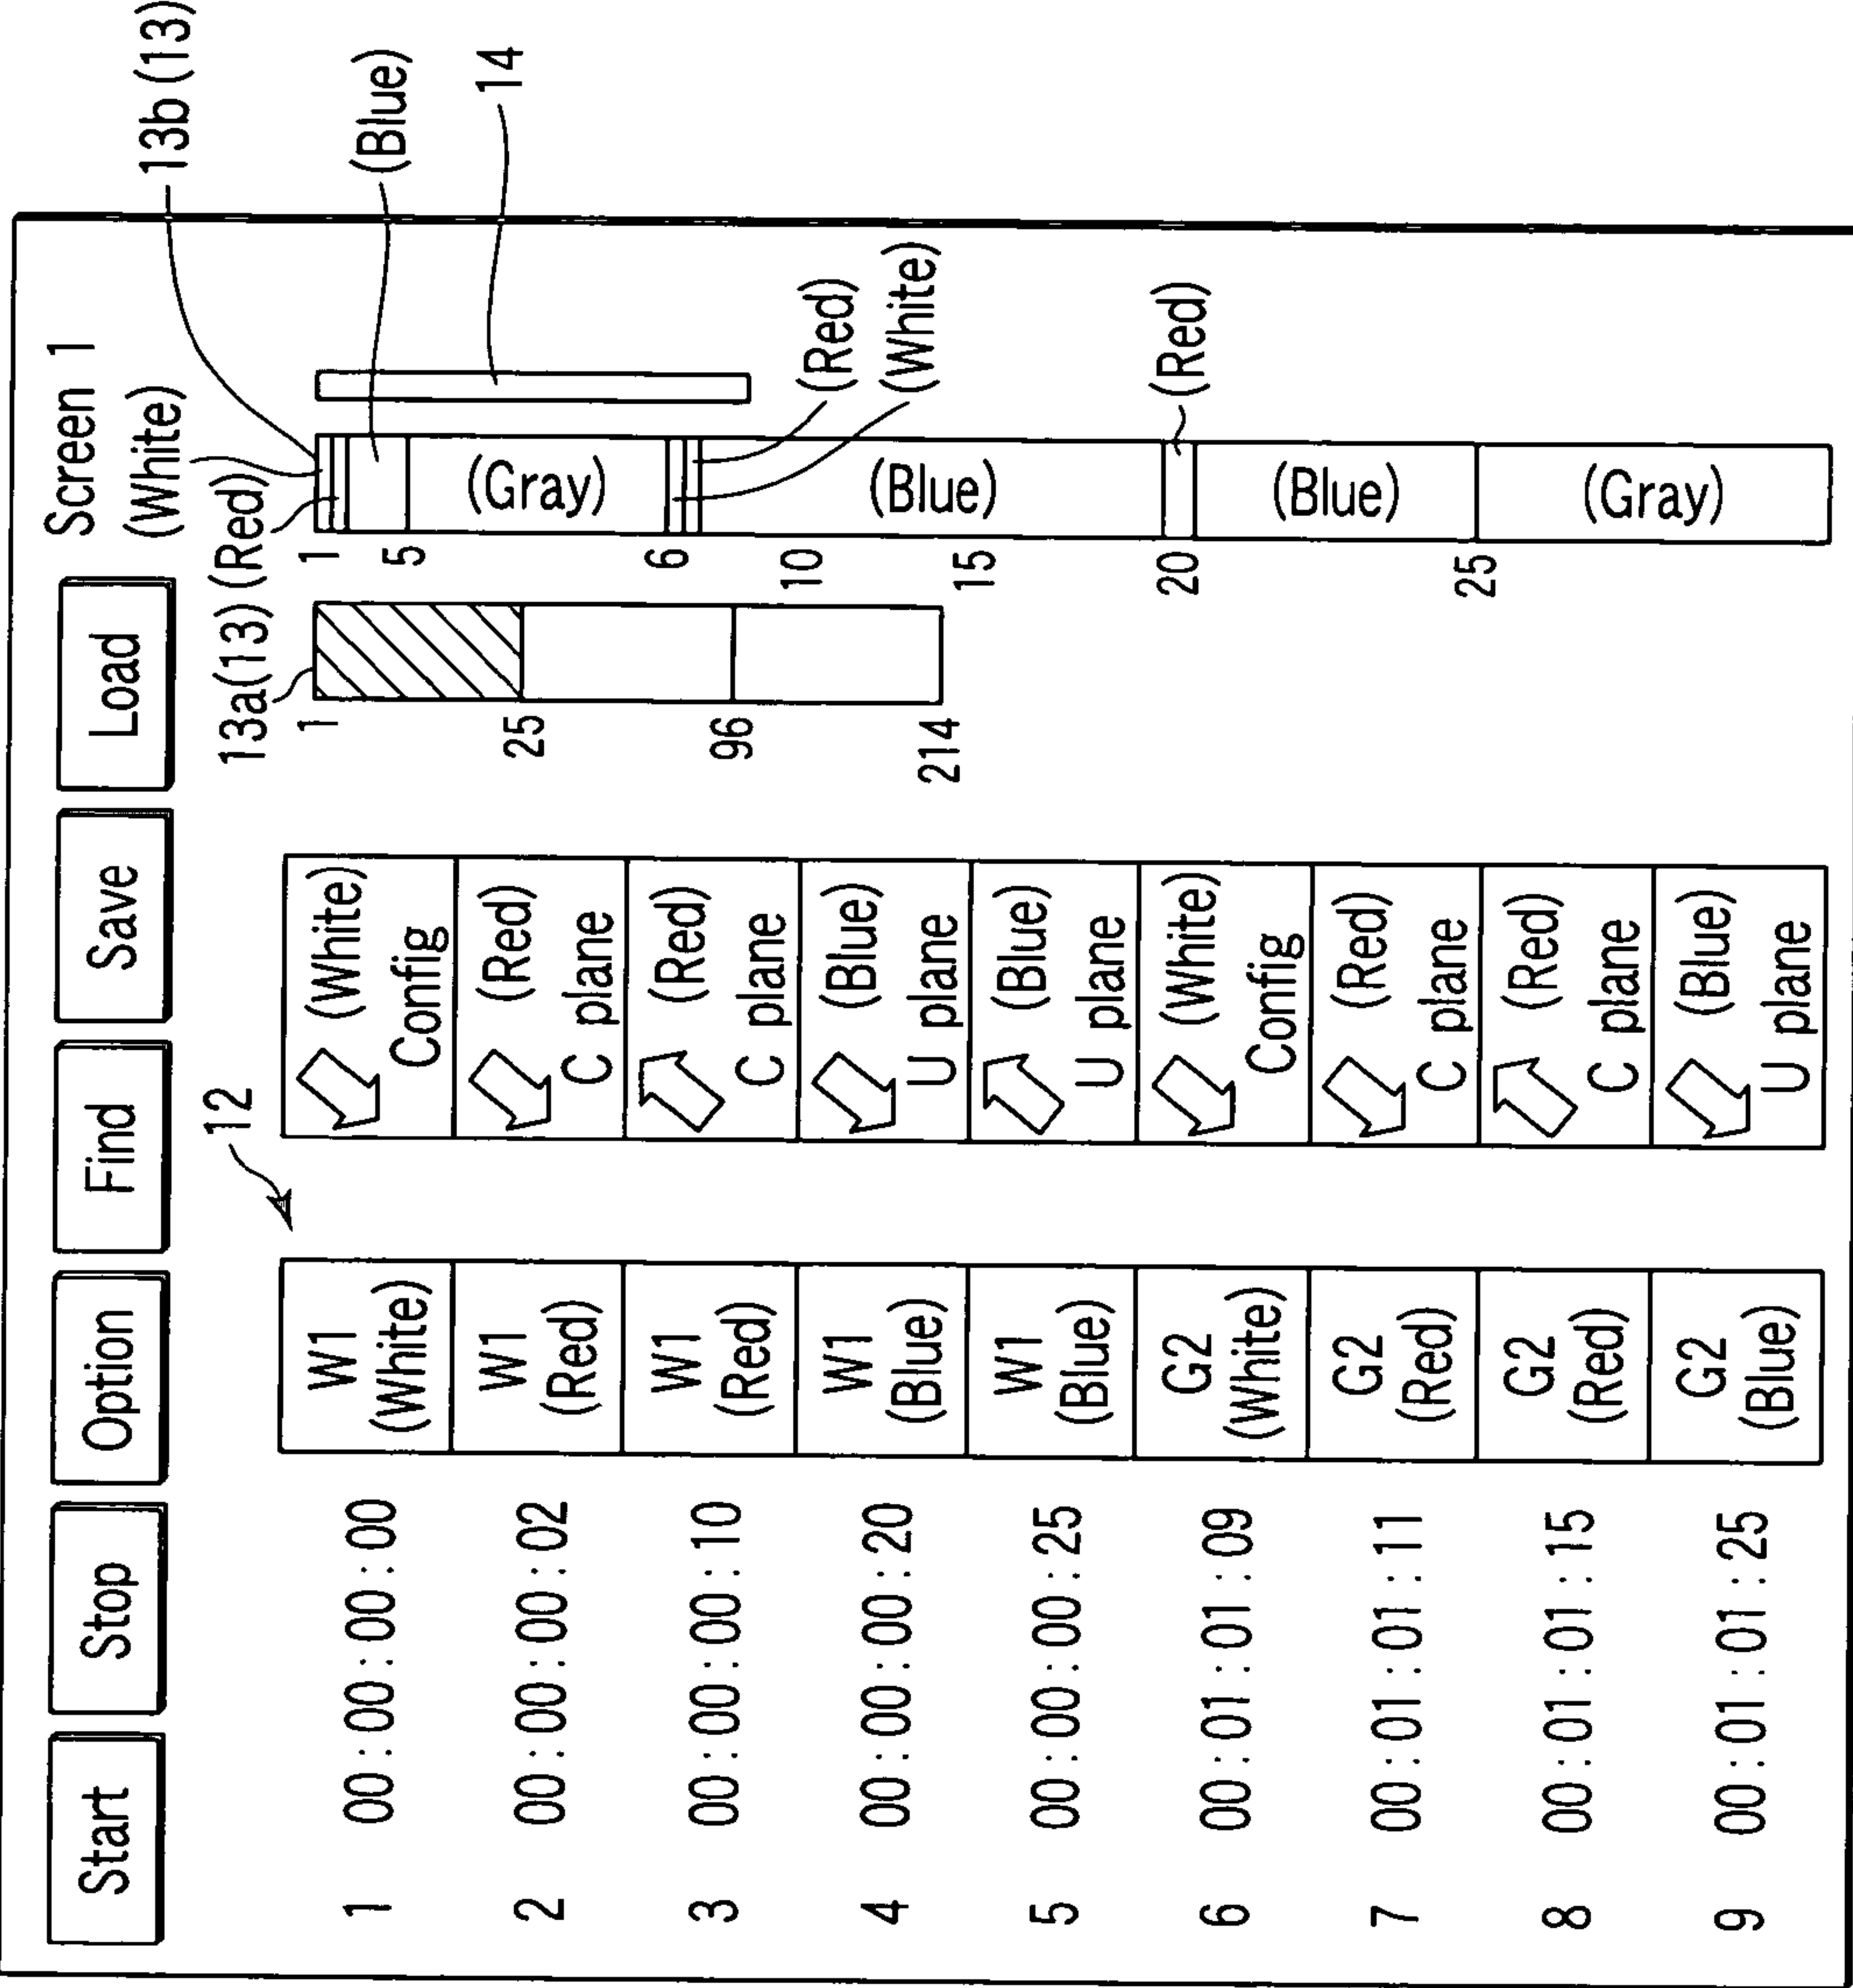 Start Stop Option Find Save Load Screen 1
12
1 00:00:00:00 W1 (White) (White) Config
2 00:00:00:02 W1 (Red) (Red) C plane
3 00:00:00:10 W1 (Red) (Red) C plane
4 00:00:00:20 W1 (Blue) (Blue) U plane
5 00:00:00:25 W1 (Blue) (Blue) U plane
6 00:01:01:09 G2 (White) (White) Config
7 00:01:01:11 G2 (Red) (Red) C plane
8 00:01:01:15 G2 (Red) (Red) C plane
9 00:01:01:25 G2 (Blue) (Blue) U plane
13a(13)
1
25
96
214
(White)
(Red)
13b(13)
(Blue)
14
1
5
(Gray)
6
(Red)
(White)
10
(Blue)
15
20
(Red)
(Blue)
25
(Gray)